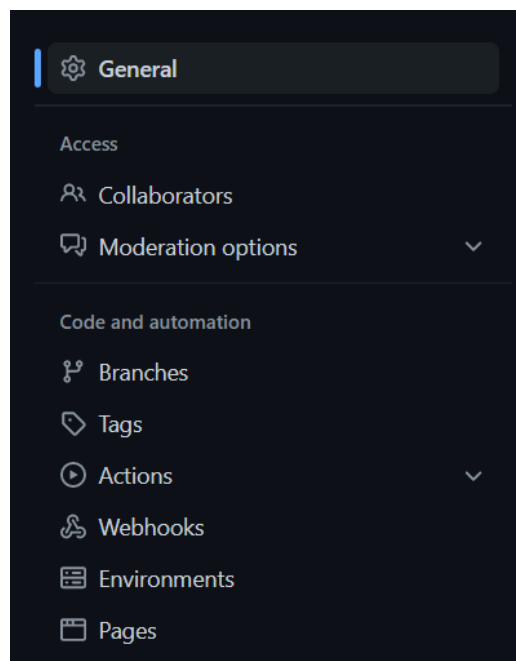 General
Access
Collaborators
Moderation options
Code and automation
Branches
Tags
Actions
Webhooks
Environments
Pages